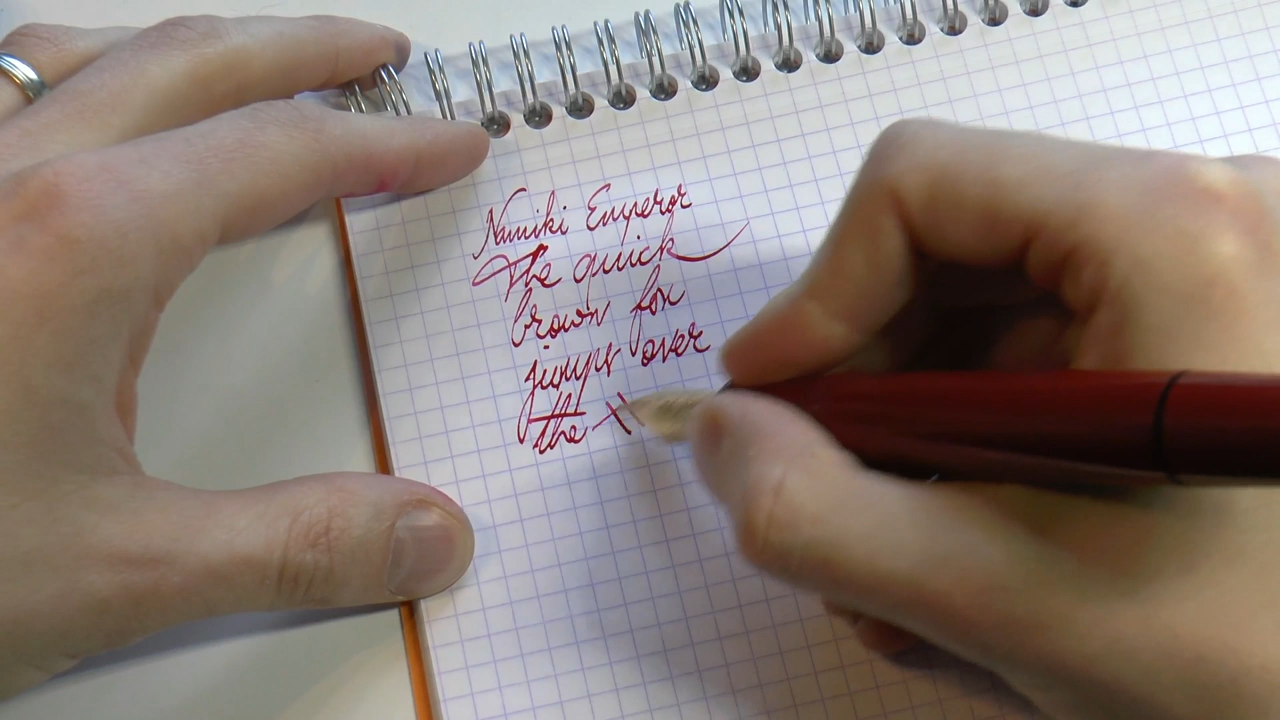 Namiki Emperor
The quick
brown fox
jumps over
the